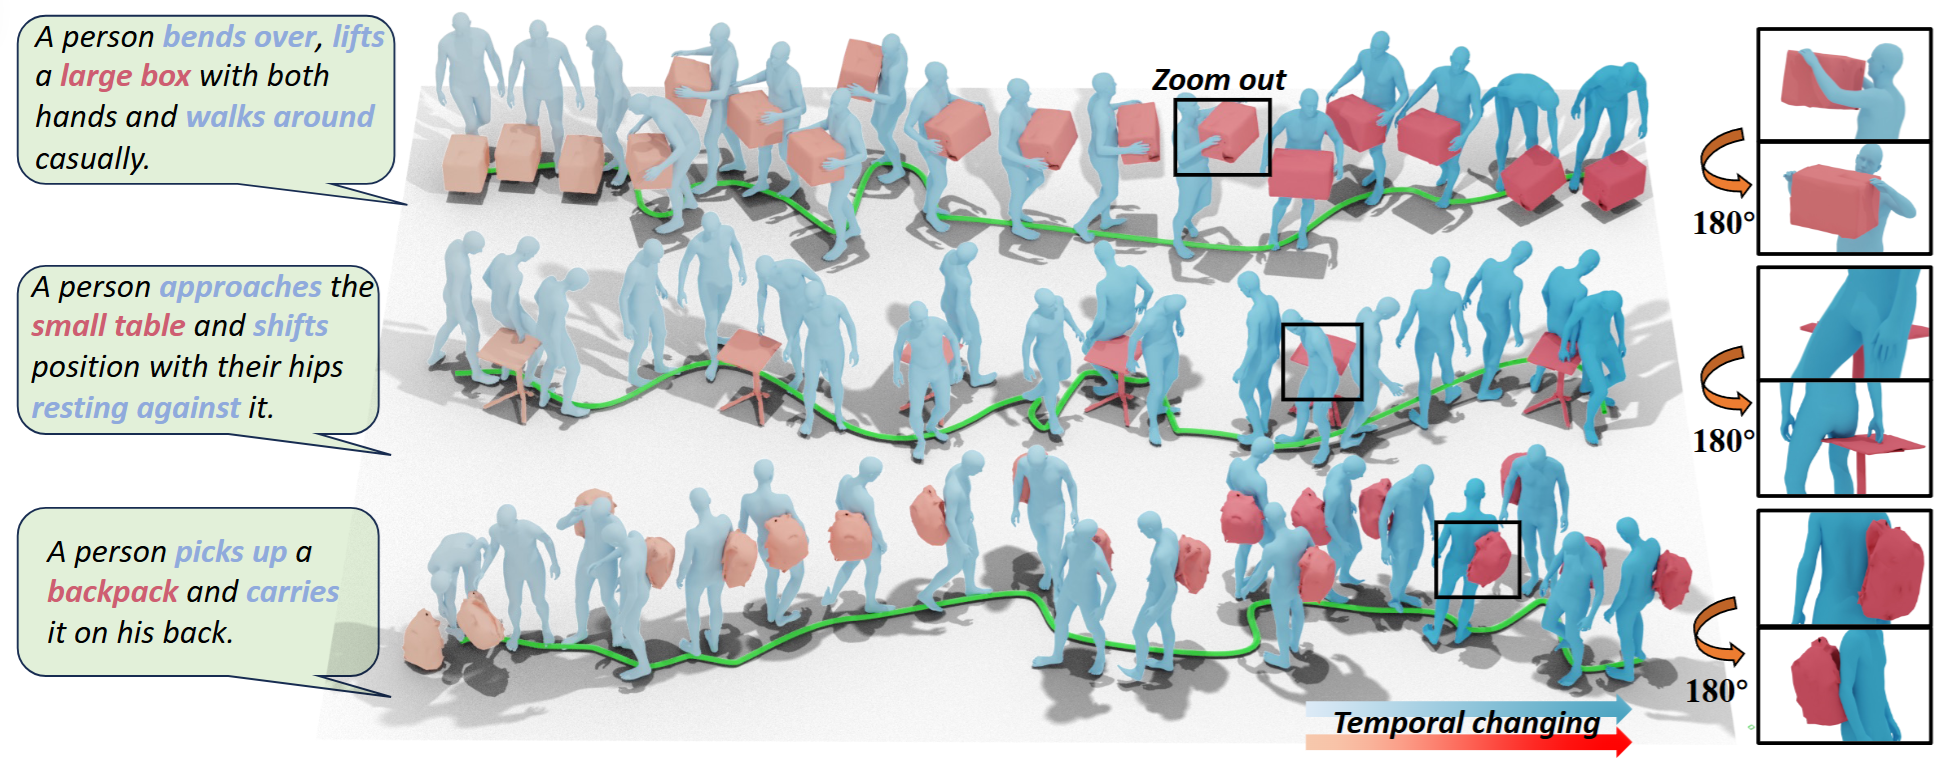 A person bends over, lifts
a large box with both
hands and walks around
casually.
Zoom out
180°
A person approaches the
small table and shifts
position with their hips
resting against it.
180°
A person picks up a
backpack and carries
it on his back.
180°
Temporal changing